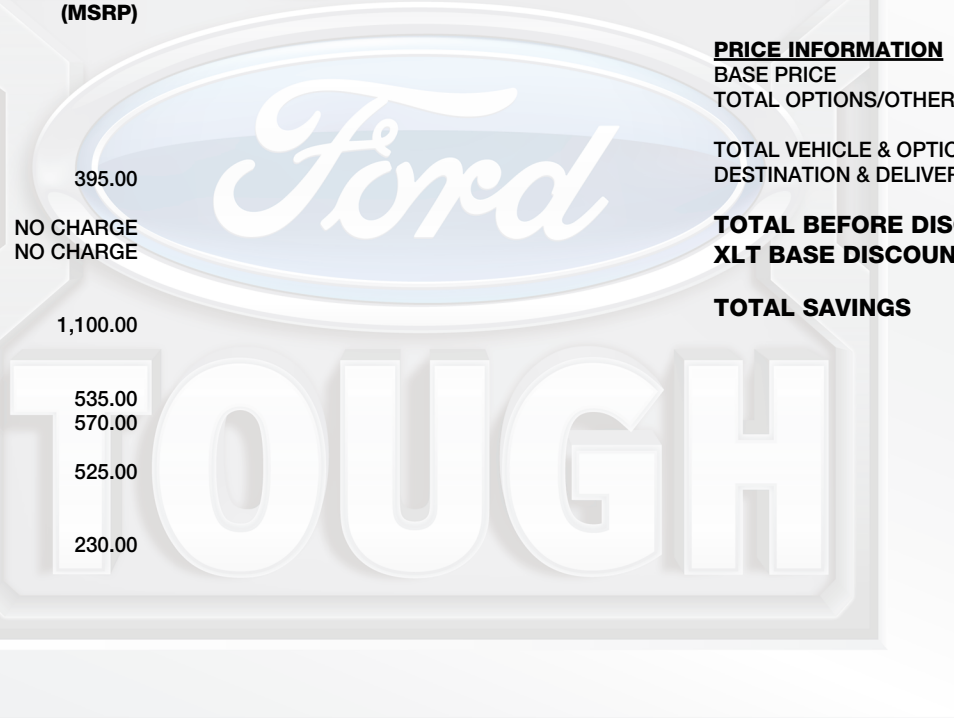 (MSRP)
395.00
NO CHARGE
NO CHARGE
1,100.00
535.00
570.00
525.00
230.00
PRICE INFORMATION
BASE PRICE
TOTAL OPTIONS/OTHER
TOTAL VEHICLE & OPTIO
DESTINATION & DELIVER
TOTAL BEFORE DISC
XLT BASE DISCOUN
TOTAL SAVINGS
Ford
TOUGH